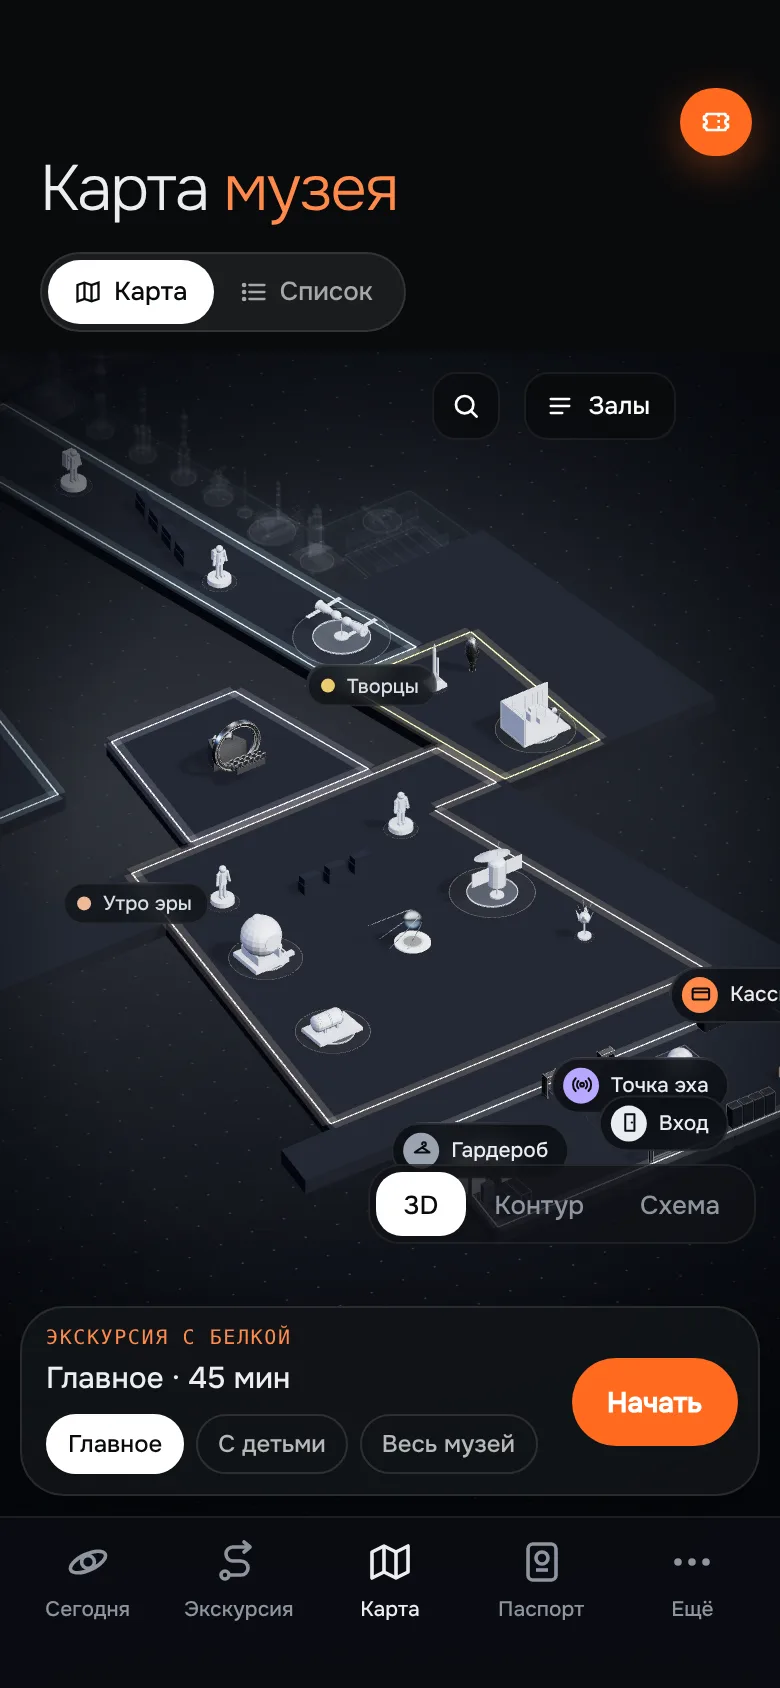 Карта музея
Карта
Список
Залы
Творцы
Утро эры
Точка эха
Вход
Гардероб
3D
Контур
Схема
ЭКСКУРСИЯ С БЕЛКОЙ
Главное · 45 мин
Начать
Главное
С детьми
Весь музей
Сегодня
Экскурсия
Карта
Паспорт
Ещё